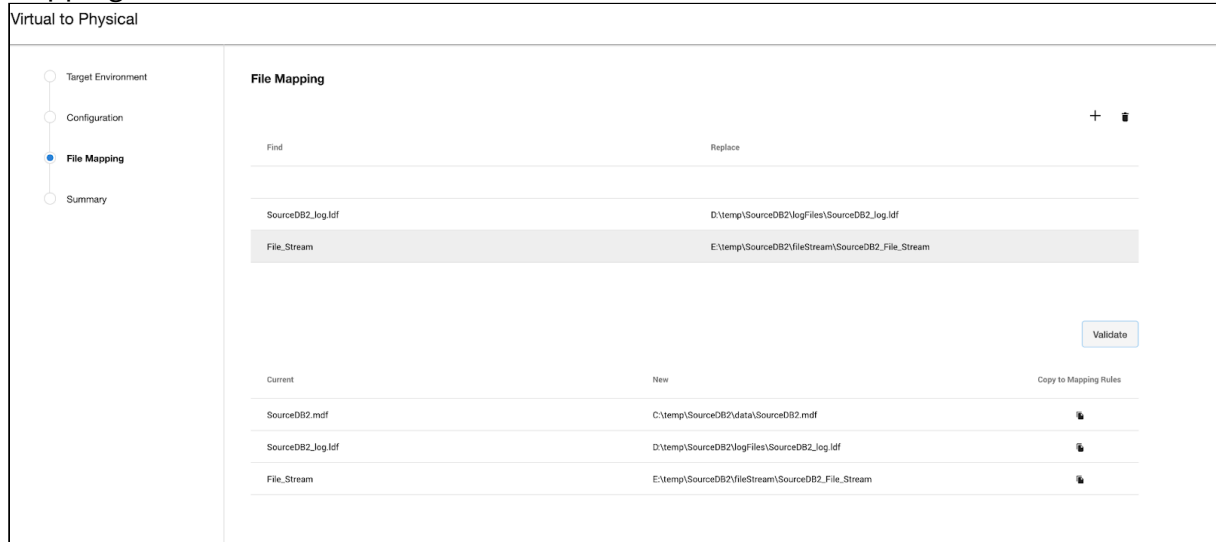 Virtual to Physical
Target Environment
Configuration
File Mapping
Summary
File Mapping
Find Replace
SourceDB2_log.ldf D:\temp\SourceDB2\logFiles\SourceDB2_log.ldf
File_Stream E:\temp\SourceDB2\fileStream\SourceDB2_File_Stream
Validate
Current New Copy to Mapping Rules
SourceDB2.mdf C:\temp\SourceDB2\data\SourceDB2.mdf
SourceDB2_log.ldf D:\temp\SourceDB2\logFiles\SourceDB2_log.ldf
File_Stream E:\temp\SourceDB2\fileStream\SourceDB2_File_Stream